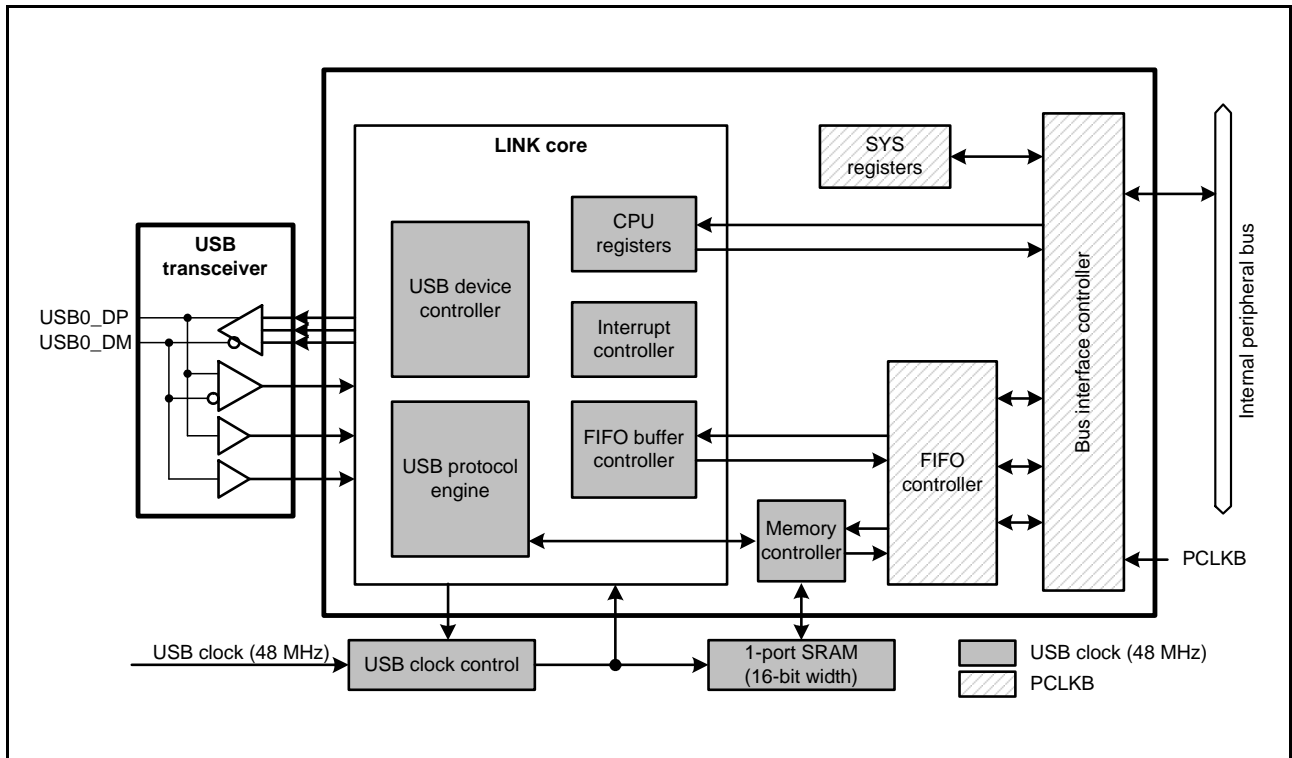 LINK core
SYS
registers
CPU
registers
USB
transceiver
USB device
controller
Interrupt
controller
USB0_DP
USB0_DM
USB protocol
engine
FIFO buffer
controller
FIFO
controller
Memory
controller
Bus interface controller
Internal peripheral bus
PCLKB
USB clock (48 MHz)
USB clock control
1-port SRAM
(16-bit width)
USB clock (48 MHz)
PCLKB